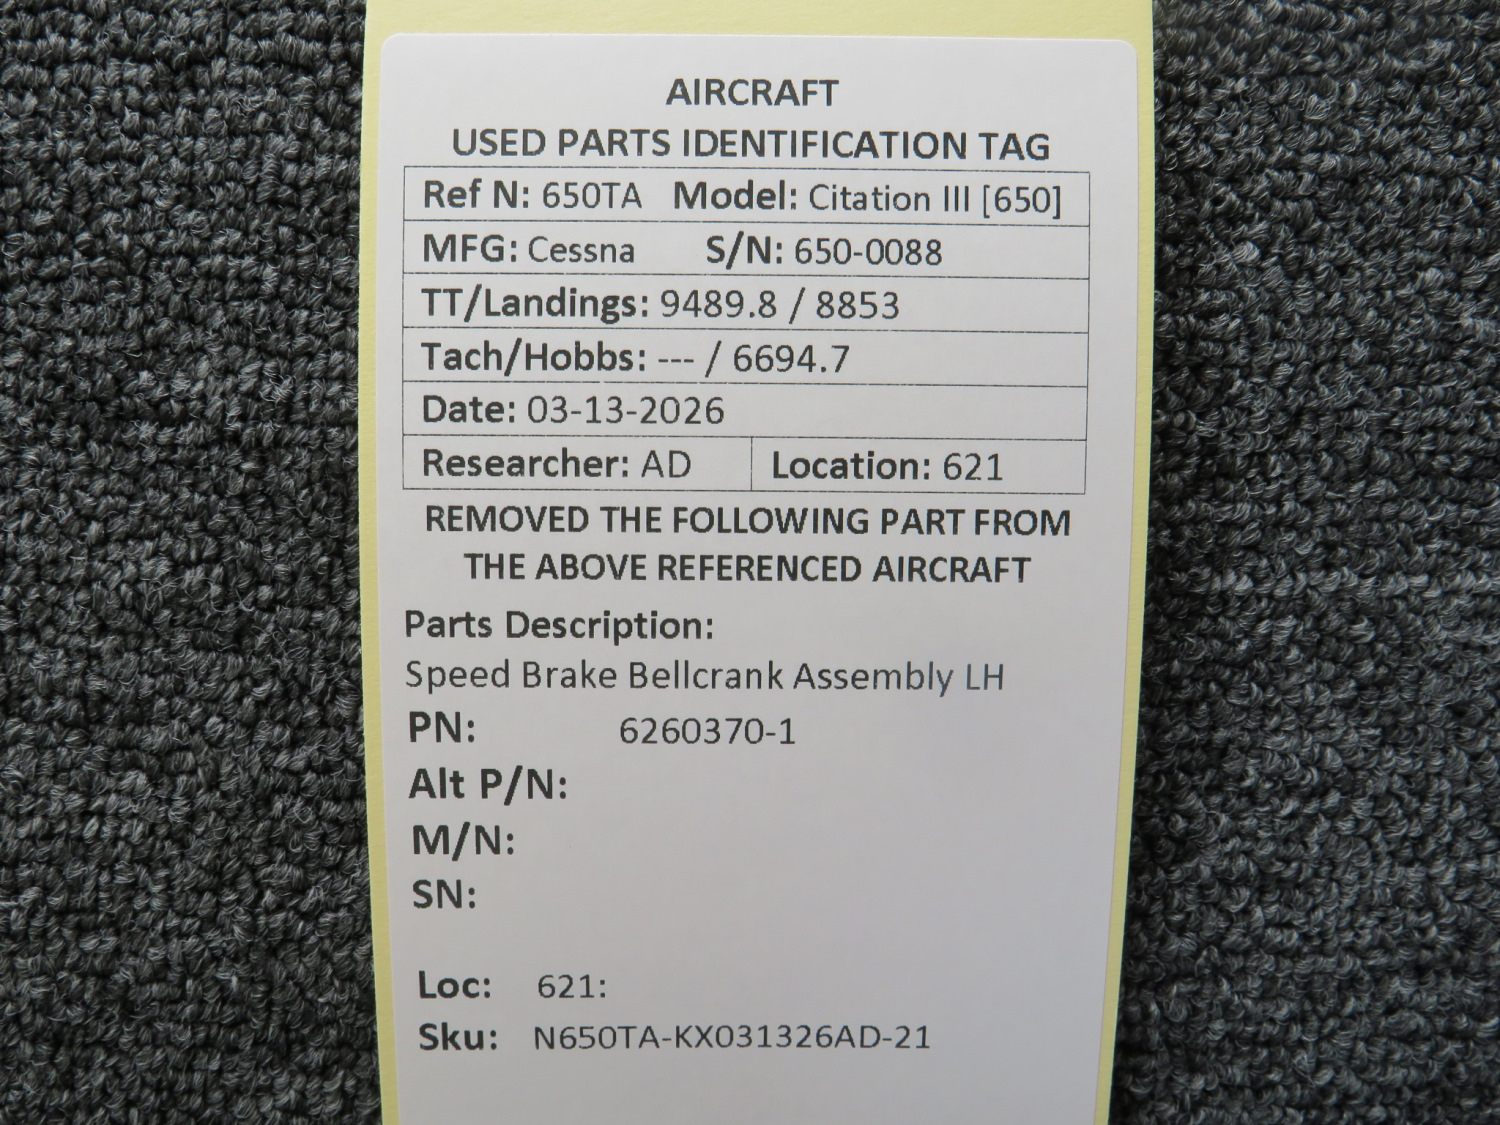 AIRCRAFT
USED PARTS IDENTIFICATION TAG
Ref N: 650TA Model: Citation III [650]
MFG: Cessna S/N: 650-0088
TT/Landings: 9489.8 / 8853
Tach/Hobbs: --- / 6694.7
Date: 03-13-2026
Researcher: AD Location: 621
REMOVED THE FOLLOWING PART FROM
THE ABOVE REFERENCED AIRCRAFT
Parts Description:
Speed Brake Bellcrank Assembly LH
PN: 6260370-1
Alt P/N:
M/N:
SN:
Loc: 621:
Sku: N650TA-KX031326AD-21